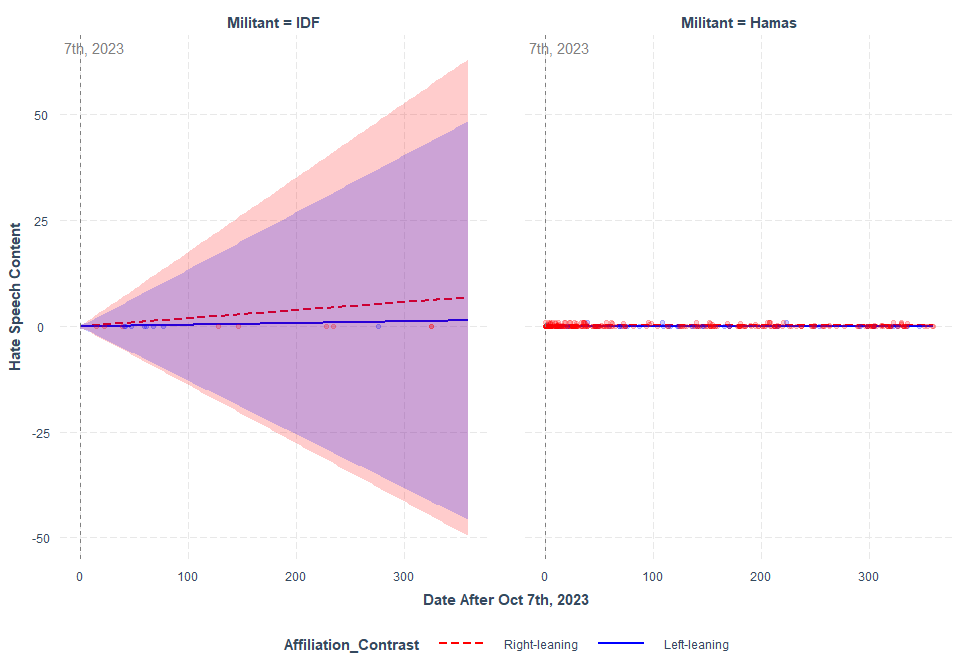 Militant = IDF
Militant = Hamas
7th, 2023
7th, 2023
Hate Speech Content
50
25
0
-25
-50
0
100
200
300
0
100
200
300
Date After Oct 7th, 2023
Affiliation_Contrast
Right-leaning
Left-leaning